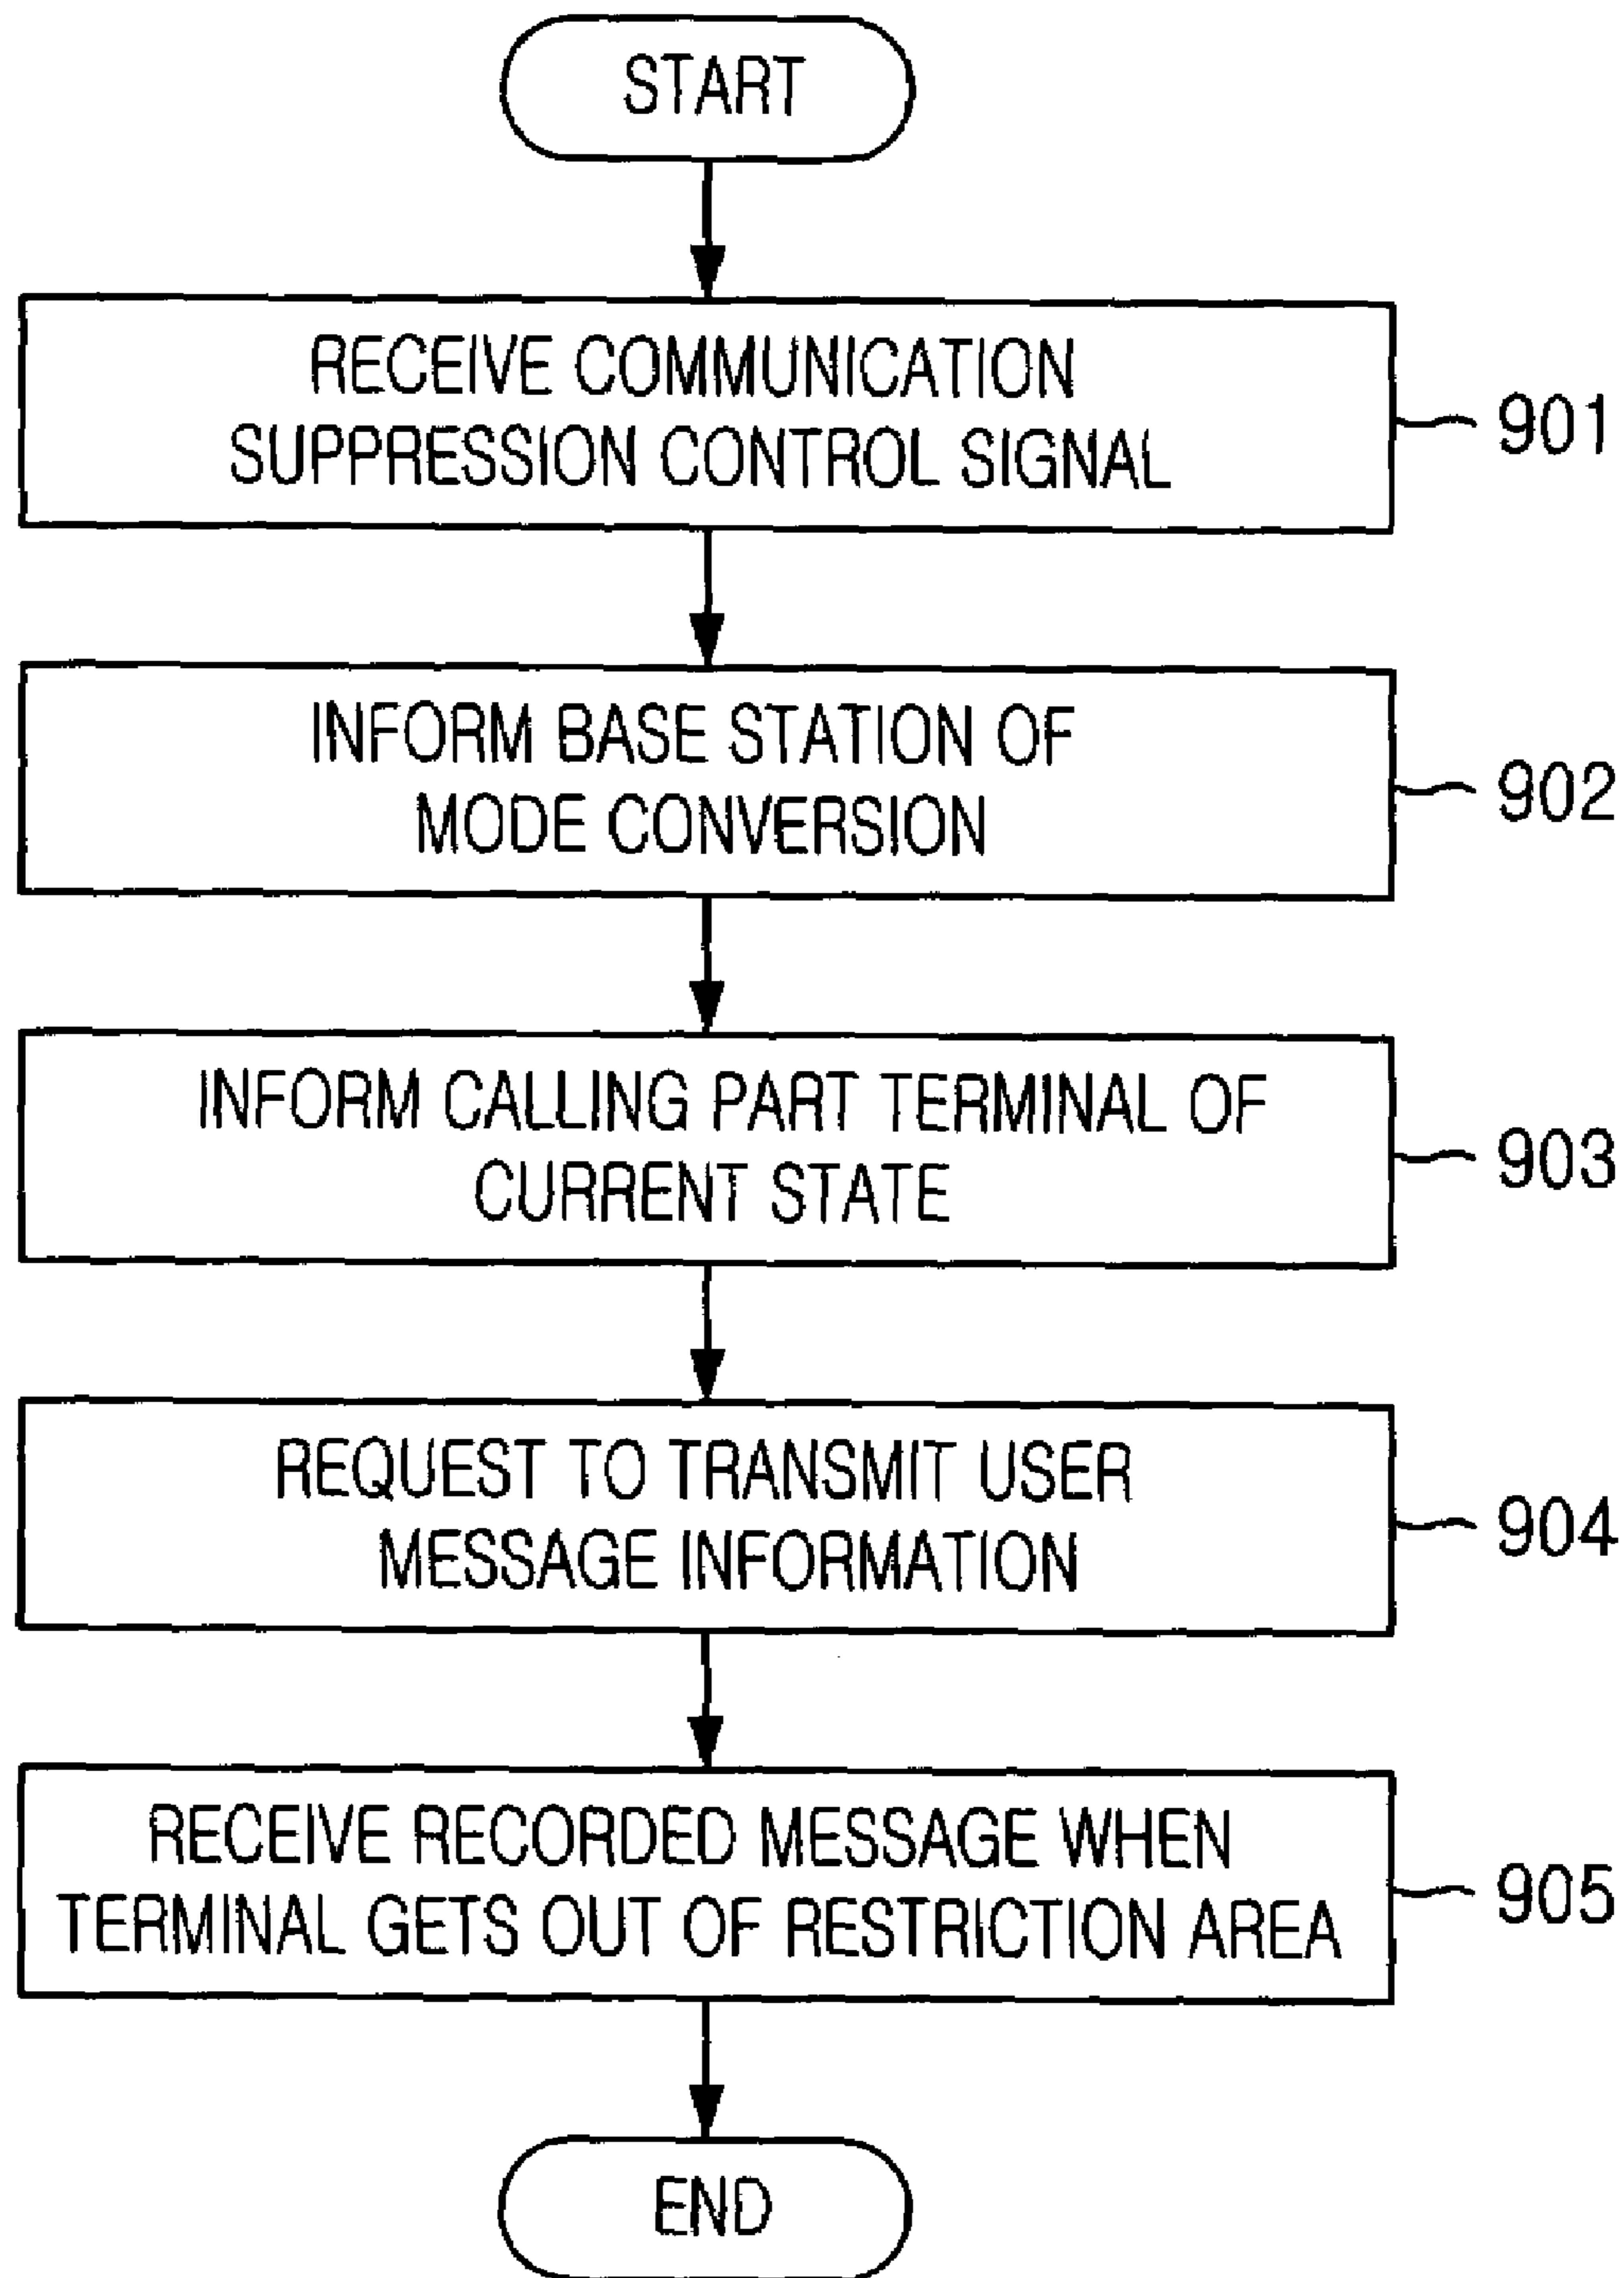 START
RECEIVE COMMUNICATION
SUPPRESSION CONTROL SIGNAL
901
INFORM BASE STATION OF
MODE CONVERSION
902
INFORM CALLING PART TERMINAL OF
CURRENT STATE
903
REQUEST TO TRANSMIT USER
MESSAGE INFORMATION
904
RECEIVE RECORDED MESSAGE WHEN
TERMINAL GETS OUT OF RESTRICTION AREA
905
END